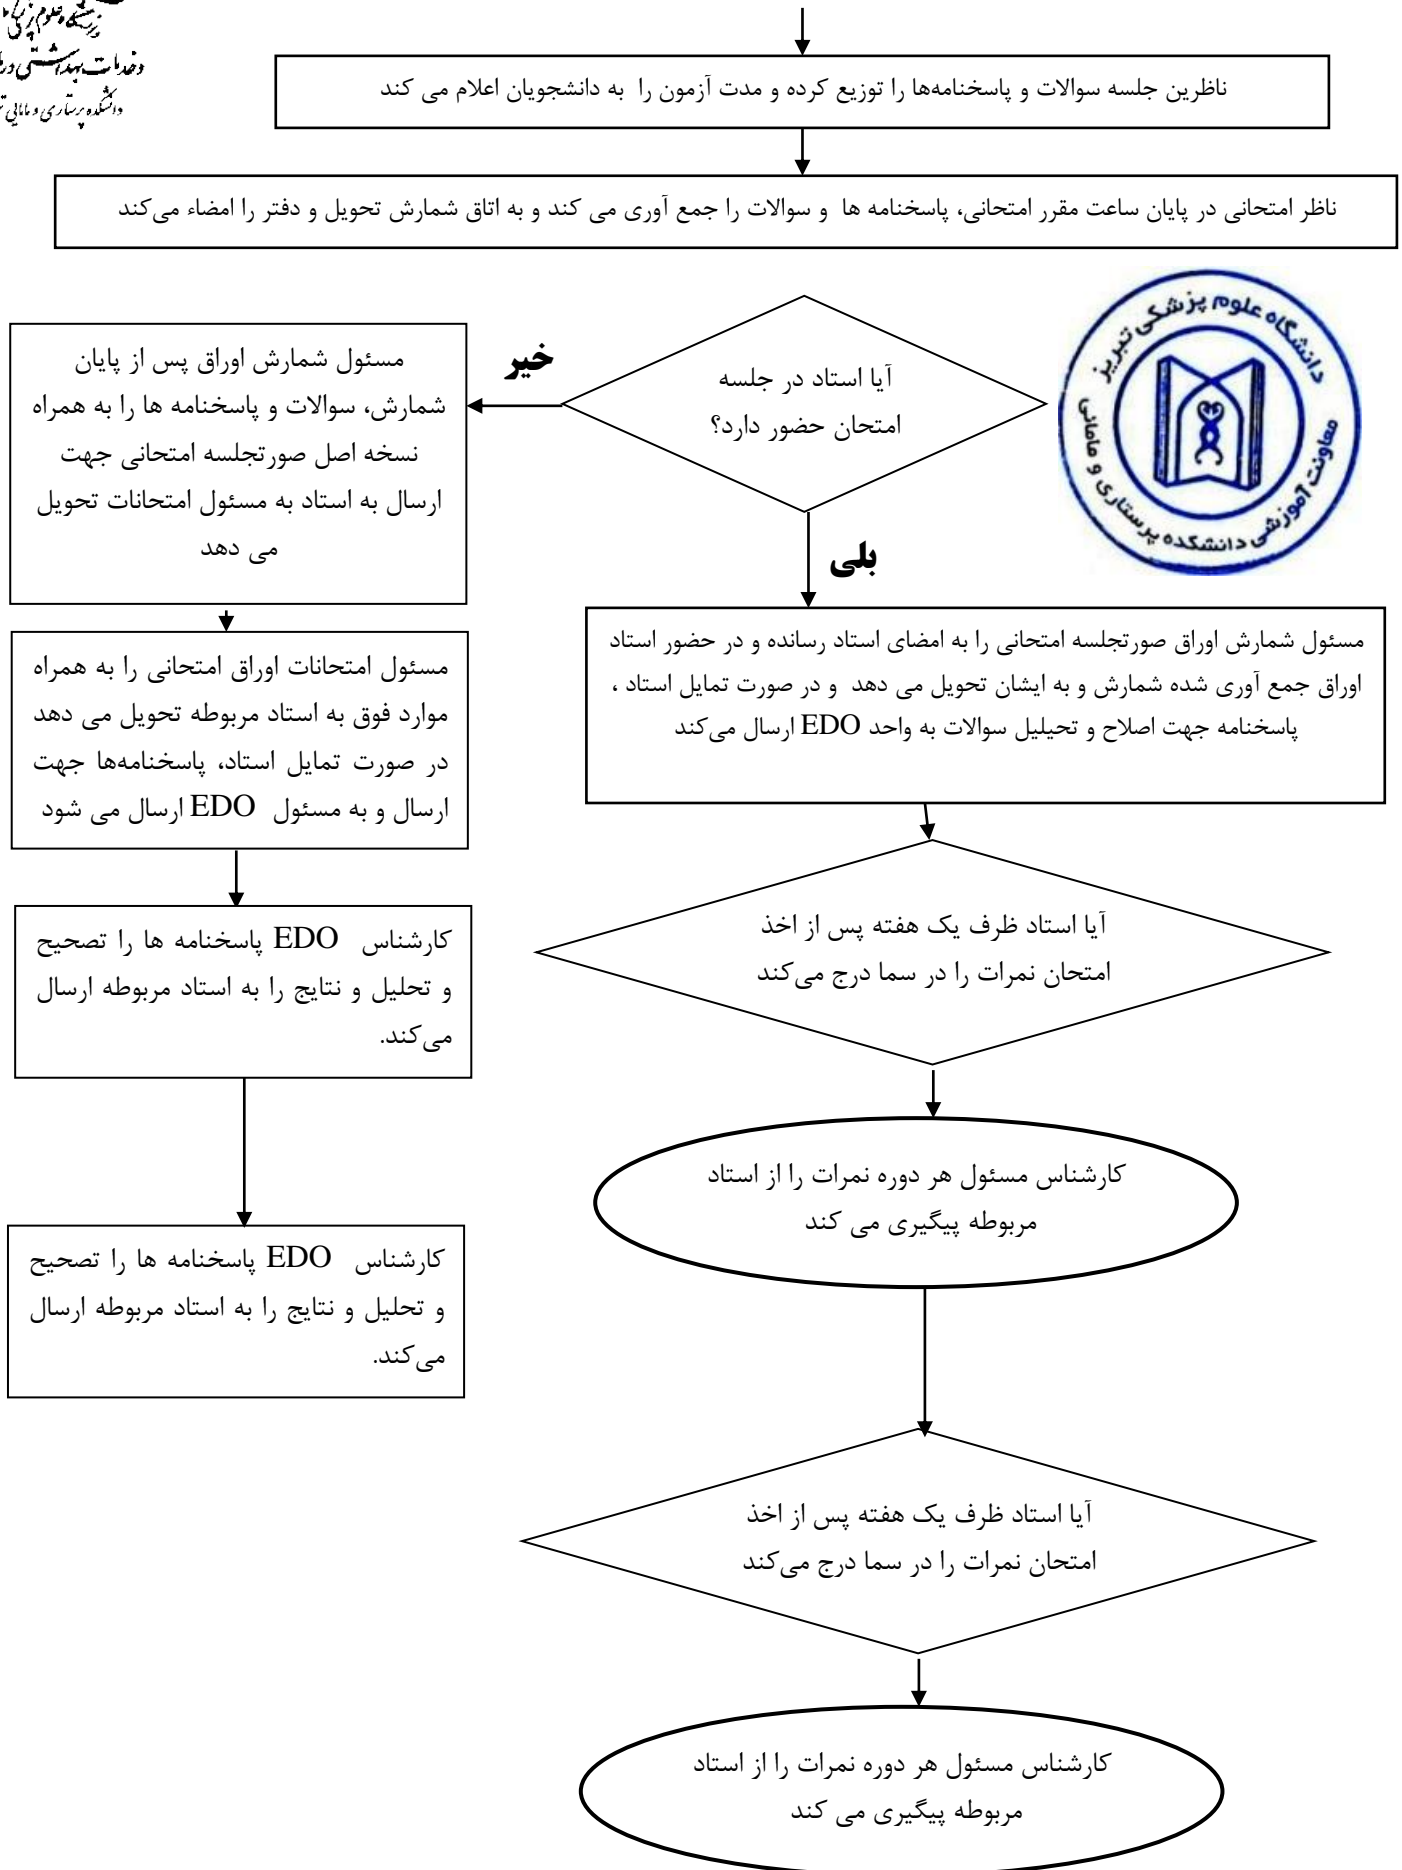 وخدمات بهداشتی در
دانشکده پرستاری و مامایی
ناظرین جلسه سوالات و پاسخنامه‌ها را توزیع کرده و مدت آزمون را به دانشجویان اعلام می کند
ناظر امتحانی در پایان ساعت مقرر امتحانی، پاسخنامه ها و سوالات را جمع آوری می کند و به اتاق شمارش تحویل و دفتر را امضاء می‌کند
دانشگاه علوم پزشکی تبریز
معاونت آموزشی دانشکده پرستاری و مامائی
آیا استاد در جلسه
امتحان حضور دارد؟
خیر
مسئول شمارش اوراق پس از پایان
شمارش، سوالات و پاسخنامه ها را به همراه
نسخه اصل صورتجلسه امتحانی جهت
ارسال به استاد به مسئول امتحانات تحویل
می دهد
بلی
مسئول شمارش اوراق صورتجلسه امتحانی را به امضای استاد رسانده و در حضور استاد
اوراق جمع آوری شده شمارش و به ایشان تحویل می دهد و در صورت تمایل استاد ،
پاسخنامه جهت اصلاح و تحیلیل سوالات به واحد EDO ارسال می‌کند
مسئول امتحانات اوراق امتحانی را به همراه
موارد فوق به استاد مربوطه تحویل می دهد
در صورت تمایل استاد، پاسخنامه‌ها جهت
ارسال و به مسئول EDO ارسال می شود
آیا استاد ظرف یک هفته پس از اخذ
امتحان نمرات را در سما درج می‌کند
کارشناس EDO پاسخنامه ها را تصحیح
و تحلیل و نتایج را به استاد مربوطه ارسال
می‌کند.
کارشناس مسئول هر دوره نمرات را از استاد
مربوطه پیگیری می کند
کارشناس EDO پاسخنامه ها را تصحیح
و تحلیل و نتایج را به استاد مربوطه ارسال
می‌کند.
آیا استاد ظرف یک هفته پس از اخذ
امتحان نمرات را در سما درج می‌کند
کارشناس مسئول هر دوره نمرات را از استاد
مربوطه پیگیری می کند